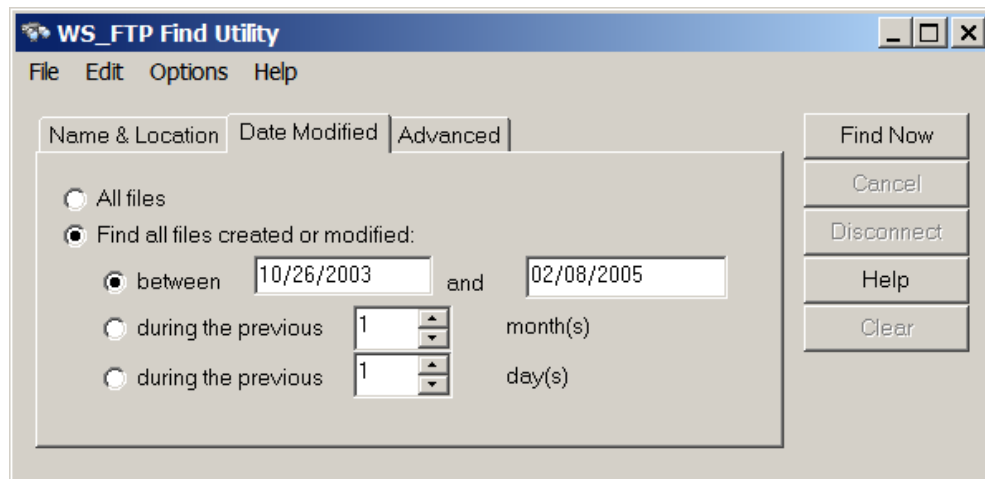 WS_FTP Find Utility
File Edit Options Help
Name & Location Date Modified Advanced
All files
Find all files created or modified:
between 10/26/2003 and 02/08/2005
during the previous 1 month(s)
during the previous 1 day(s)
Find Now
Cancel
Disconnect
Help
Clear